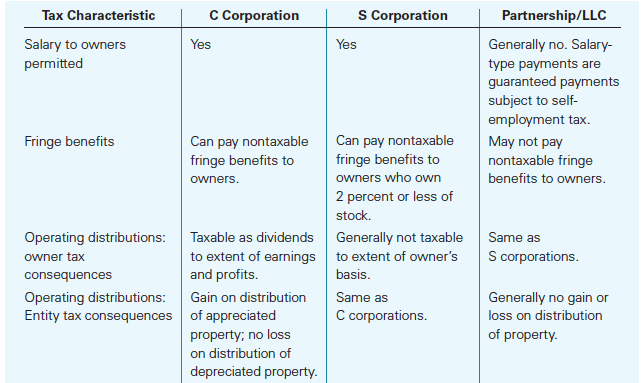 Tax Characteristic C Corporation S Corporation Partnership/LLC
Salary to owners permitted
Yes
Yes
Generally no. Salary-
type payments are
guaranteed payments
subject to self-
employment tax.
Fringe benefits
Can pay nontaxable
fringe benefits to
owners.
Can pay nontaxable
fringe benefits to
owners who own
2 percent or less of
stock.
May not pay
nontaxable fringe
benefits to owners.
Operating distributions:
owner tax
consequences
Taxable as dividends
to extent of earnings
and profits.
Generally not taxable
to extent of owner's
basis.
Same as
S corporations.
Operating distributions:
Entity tax consequences
Gain on distribution
of appreciated
property; no loss
on distribution of
depreciated property.
Same as
C corporations.
Generally no gain or
loss on distribution
of property.